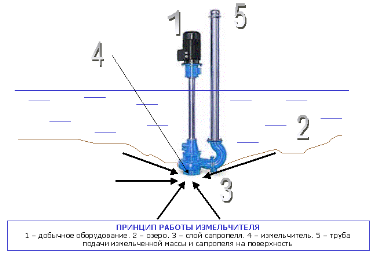 1
5
4
2
3
ПРИНЦИП РАБОТЫ ИЗМЕЛЬЧИТЕЛЯ
1 – добычное оборудование. 2 – озеро. 3 – слой сапропелл. 4 – измельчитель. 5 – труба
подачи измельченной массы и сапропеля на поверхность